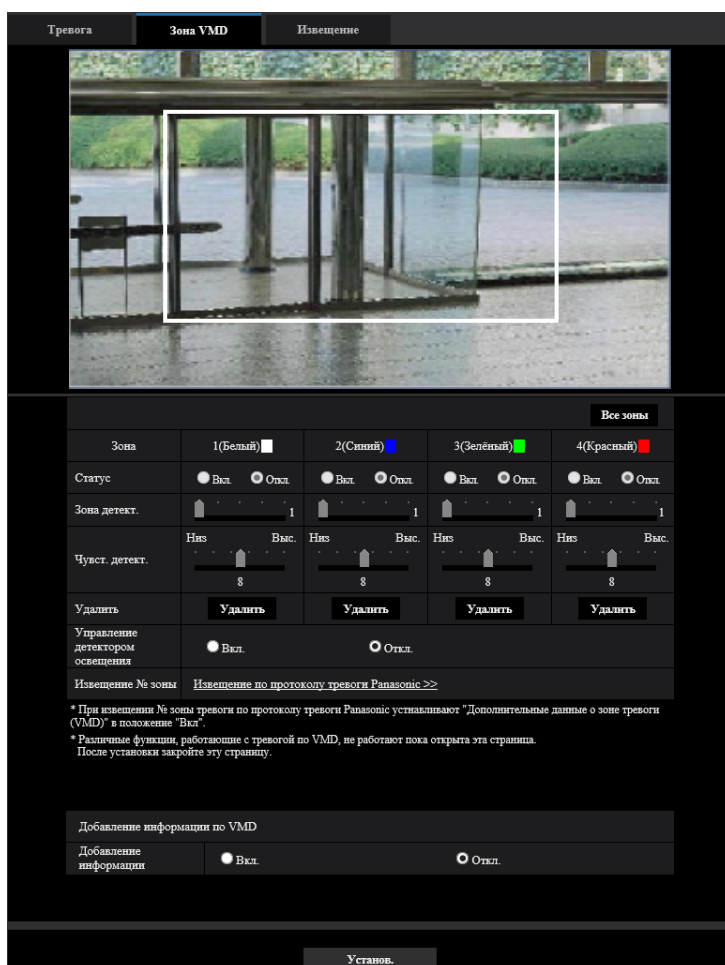 Тревога Зона VMD Извещение
Все зоны
Зона 1(Белый) 2(Синий) 3(Зелёный) 4(Красный)
Статус Вкл. Откл. Вкл. Откл. Вкл. Откл. Вкл. Откл.
Зона детект. 1 1 1 1
Низ Выс. Низ Выс. Низ Выс. Низ Выс.
Чувст. детект.
8 8 8 8
Удалить Удалить Удалить Удалить Удалить
Управление
детектором
освещения
Вкл. Откл.
Извещение № зоны Извещение по протоколу тревоги Panasonic >>
* При извещении № зоны тревоги по протоколу тревоги Panasonic устнавливают "Дополнительные данные о зоне тревоги
(VMD)" в положение "Вкл".
* Различные функции, работающие с тревогой по VMD, не работают пока открыта эта страница.
После установки закройте эту страницу.
Добавление информации по VMD
Добавление
информации
Вкл. Откл.
Установ.